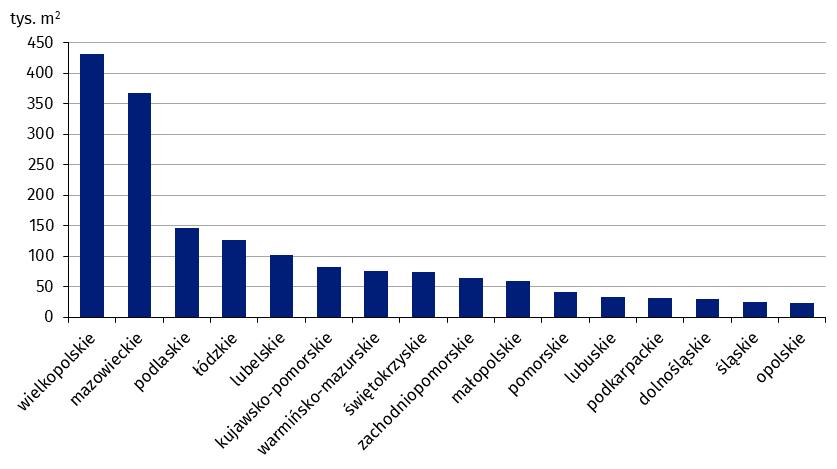 tys. m²
450
400
350
300
250
200
150
100
50
0
wielkopolskie
mazowieckie
podlaskie
łódzkie
lubelskie
kujawsko-pomorskie
warmińsko-mazurskie
świętokrzyskie
zachodniopomorskie
małopolskie
pomorskie
lubuskie
podkarpackie
dolnośląskie
śląskie
opolskie